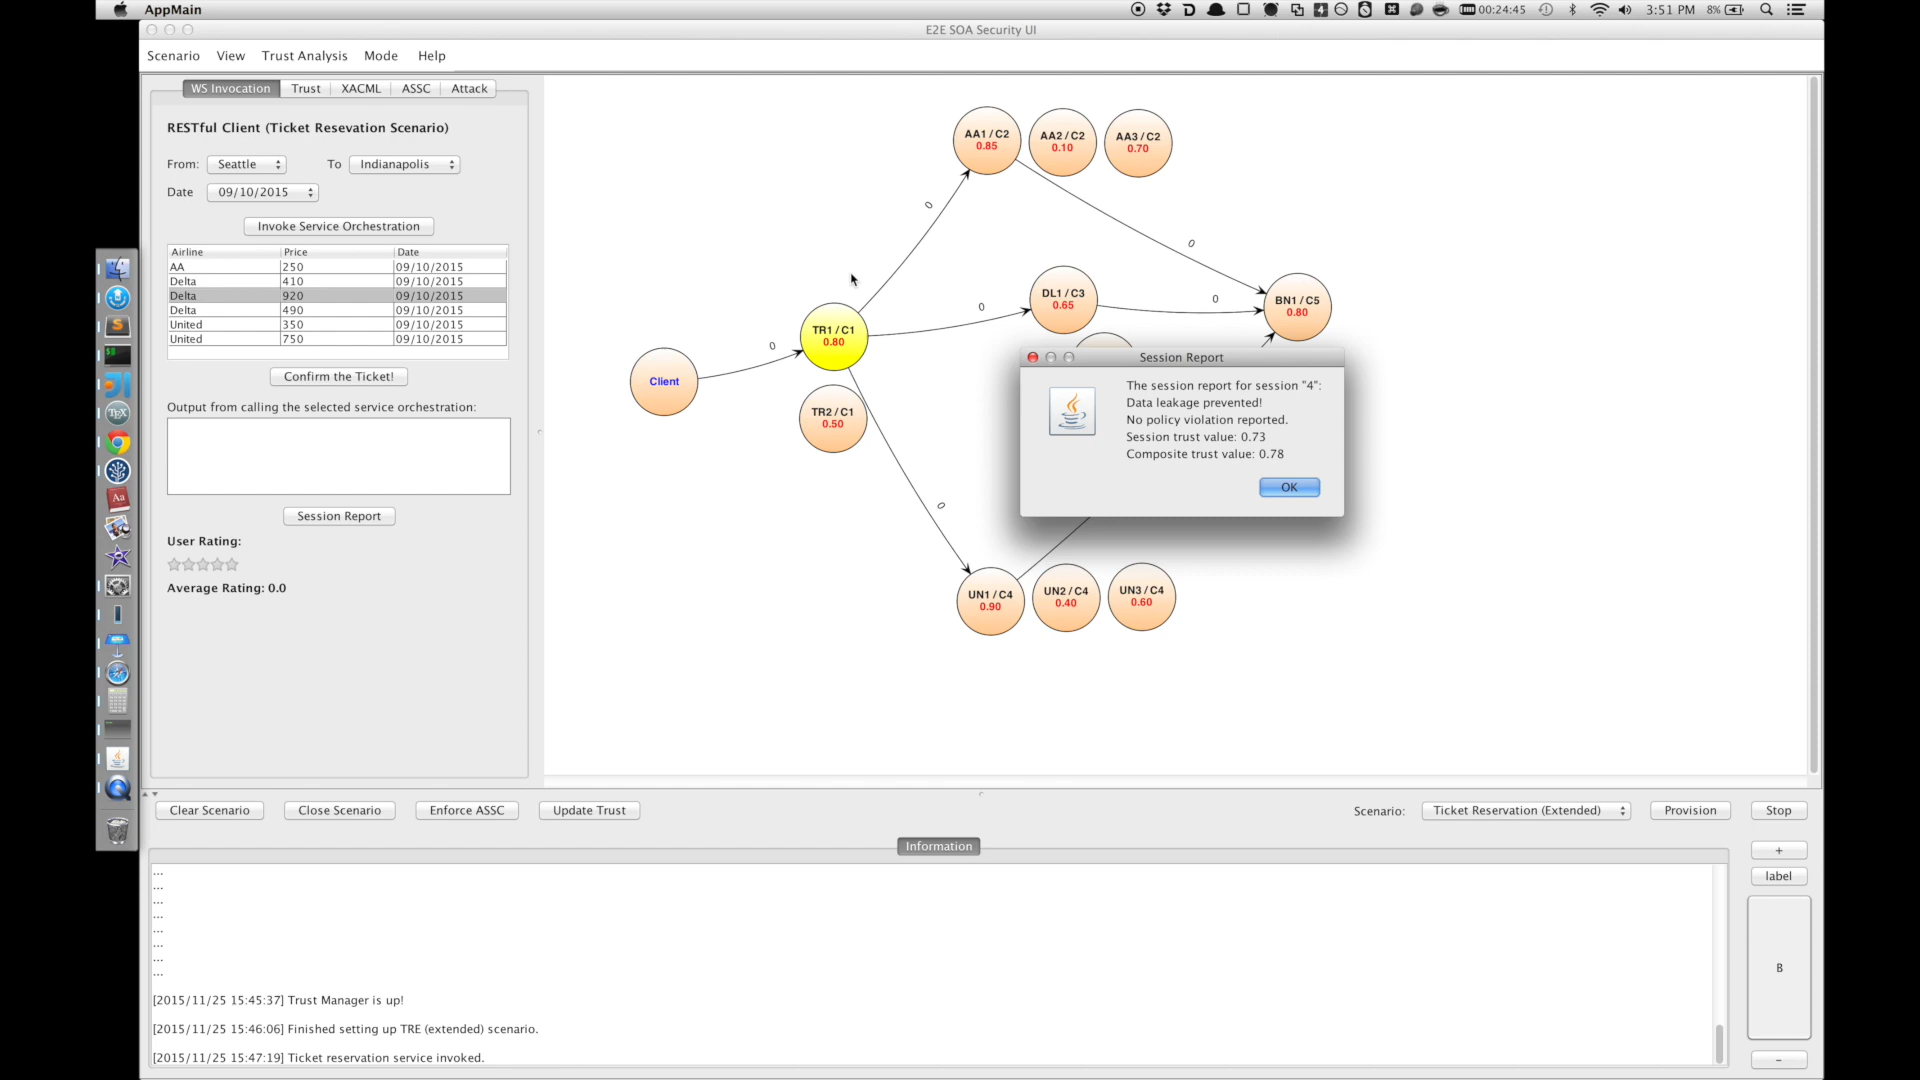 AppMain
00:24:45
3:51 PM
8%
E2E SOA Security UI
Scenario View Trust Analysis Mode Help
WS Invocation Trust XACML ASSC Attack
RESTful Client (Ticket Resevation Scenario)
From: Seattle To Indianapolis
Date 09/10/2015
Invoke Service Orchestration
Airline Price Date
AA 250 09/10/2015
Delta 410 09/10/2015
Delta 920 09/10/2015
Delta 490 09/10/2015
United 350 09/10/2015
United 750 09/10/2015
Confirm the Ticket!
Output from calling the selected service orchestration:
Session Report
User Rating:
Average Rating: 0.0
AA1 / C2
0.85
AA2 / C2
0.10
AA3 / C2
0.70
0
0
DL1 / C3
0.65
0
0
BN1 / C5
0.80
TR1 / C1
0.80
0
Client
TR2 / C1
0.50
0
UN1 / C4
0.90
UN2 / C4
0.40
UN3 / C4
0.60
Session Report
The session report for session "4":
Data leakage prevented!
No policy violation reported.
Session trust value: 0.73
Composite trust value: 0.78
OK
Clear Scenario Close Scenario Enforce ASSC Update Trust Scenario: Ticket Reservation (Extended) Provision Stop
Information
+
label
B
-
...
...
...
...
...
...
...
...
[2015/11/25 15:45:37] Trust Manager is up!
[2015/11/25 15:46:06] Finished setting up TRE (extended) scenario.
[2015/11/25 15:47:19] Ticket reservation service invoked.